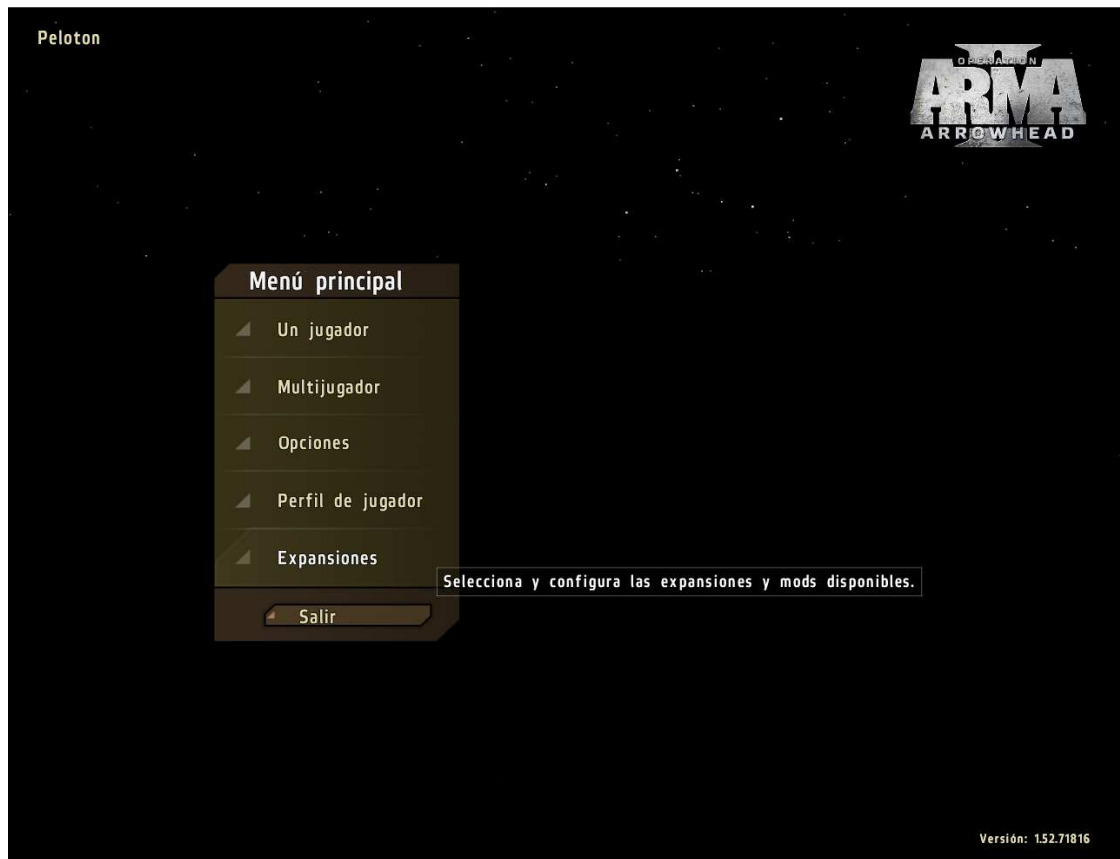 Peloton
OPERATION
ARMA II
ARROWHEAD
Menú principal
Un jugador
Multijugador
Opciones
Perfil de jugador
Expansiones
Selecciona y configura las expansiones y mods disponibles.
Salir
Versión: 1.52.71816